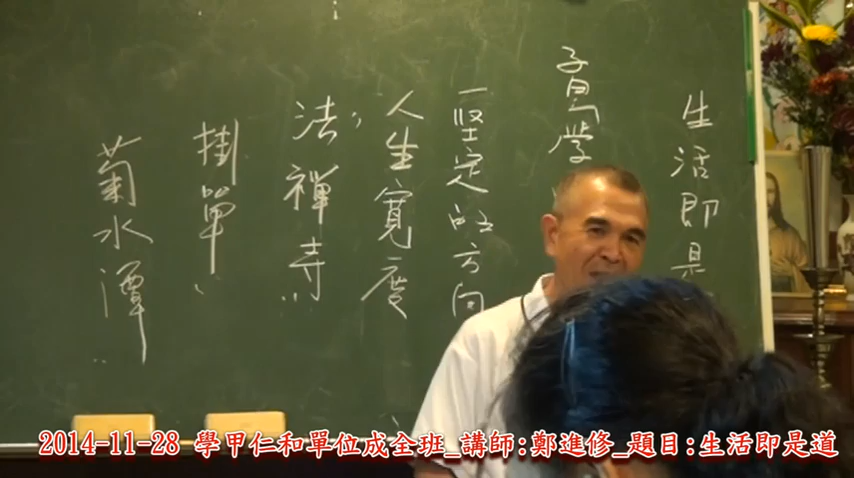 生活即是
習學
一堅定的方向
人生寬度
法禪寺
掛單
菊水潭
2014-11-28 學甲仁和單位成全班_講師:鄭進修_題目:生活即是道